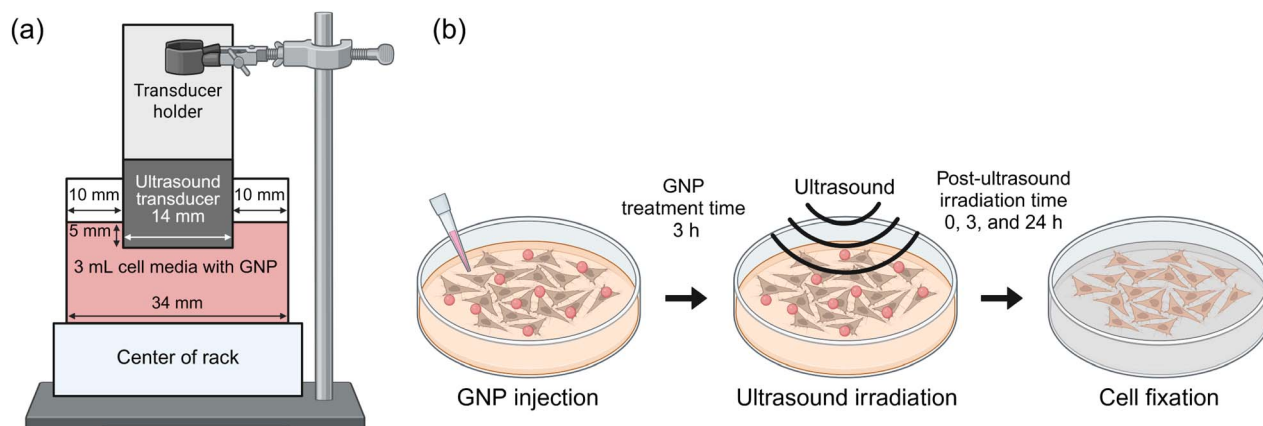 (a)
Transducer
holder
10 mm
10 mm
Ultrasound
transducer
14 mm
5 mm
3 mL cell media with GNP
34 mm
Center of rack
(b)
GNP
treatment time
3 h
Ultrasound
Post-ultrasound
irradiation time
0, 3, and 24 h
GNP injection
Ultrasound irradiation
Cell fixation